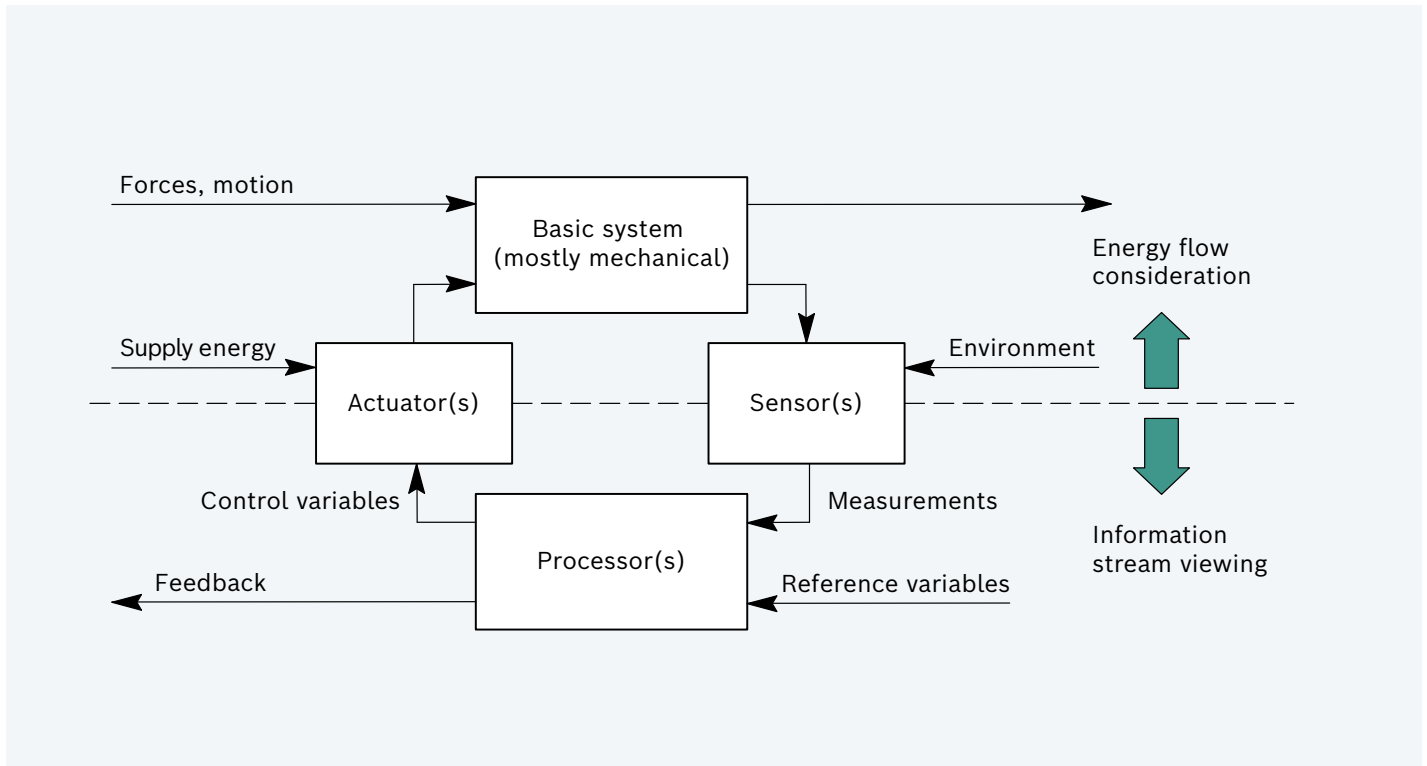 Forces, motion
Basic system
(mostly mechanical)
Energy flow
consideration
Supply energy
Environment
Actuator(s)
Sensor(s)
Control variables
Measurements
Information
stream viewing
Processor(s)
Feedback
Reference variables